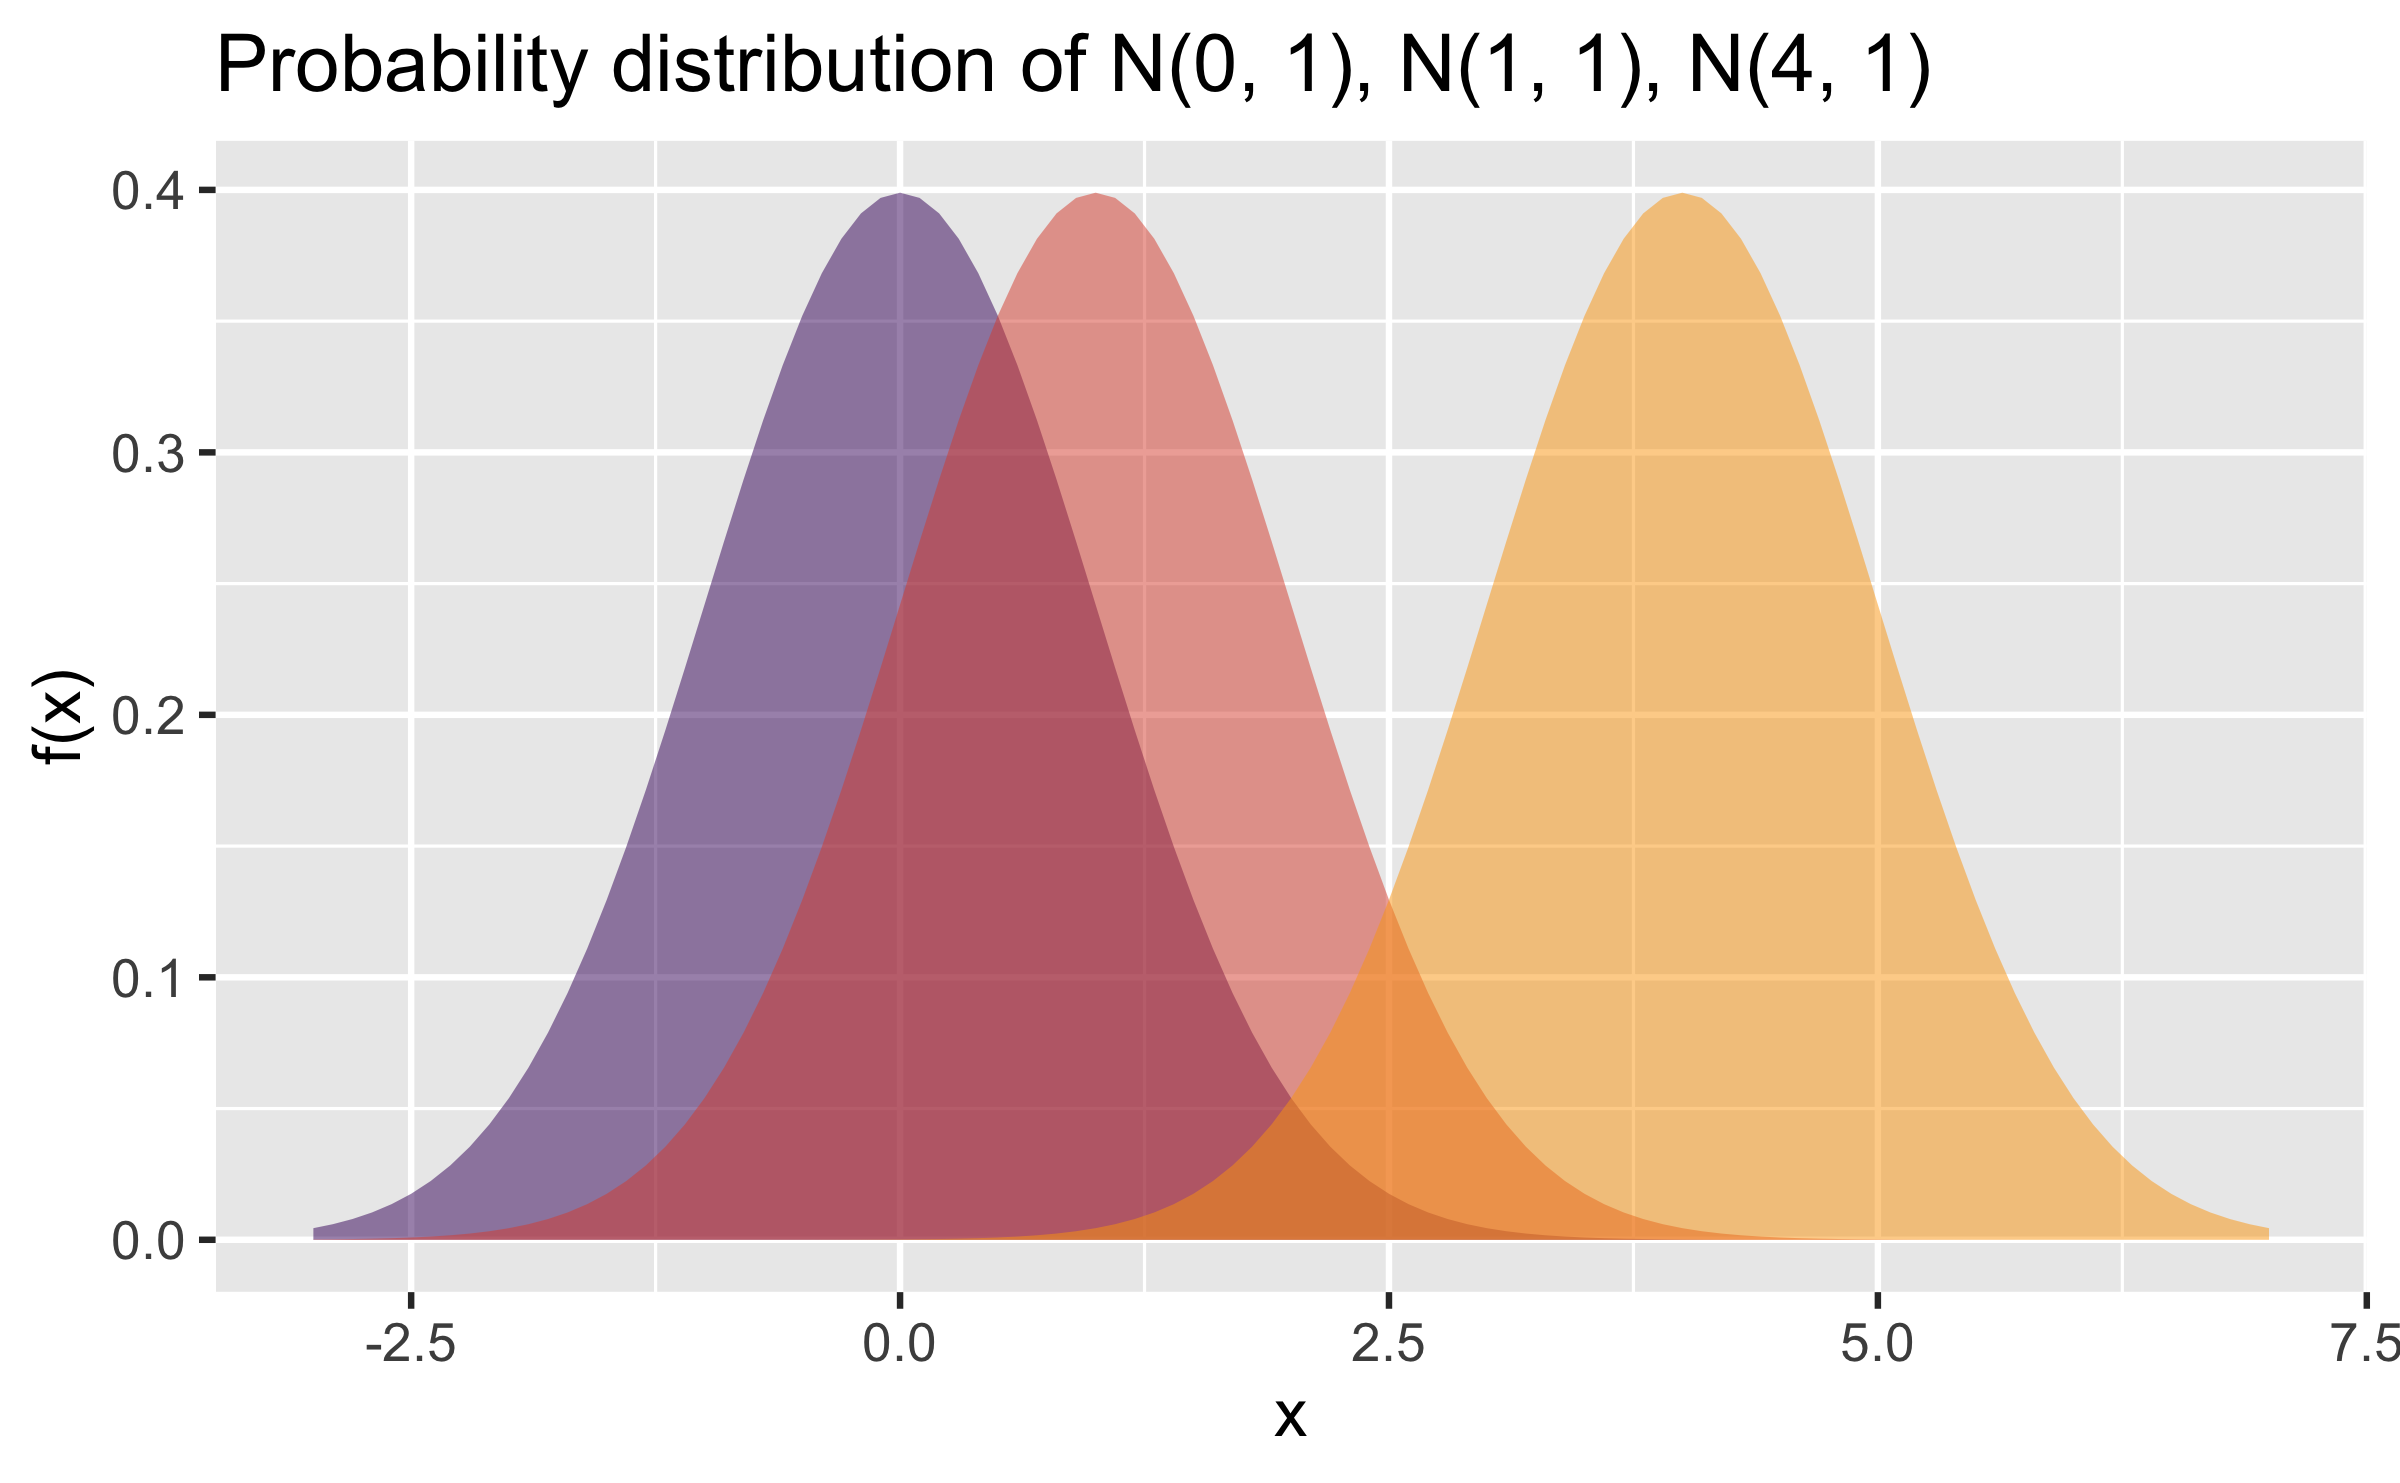 Probability distribution of N(0, 1), N(1, 1), N(4, 1)
0.4
0.3
0.2
0.1
0.0
f(x)
-2.5 0.0 2.5 5.0 7.5
x